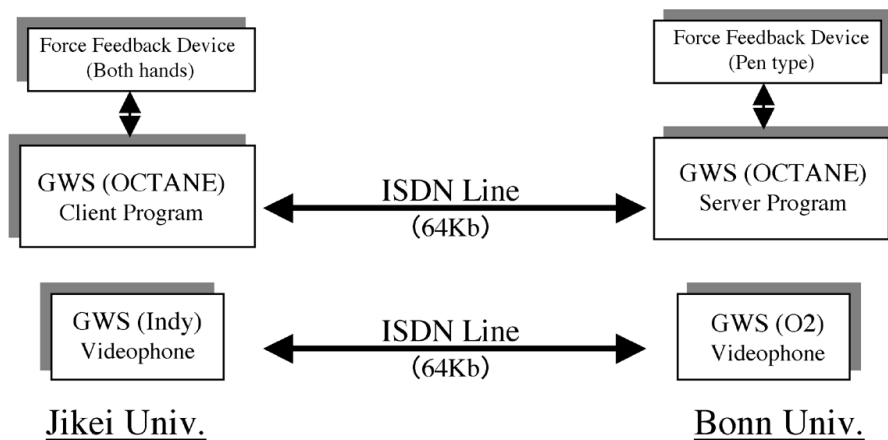 Force Feedback Device
(Both hands)
Force Feedback Device
(Pen type)
GWS (OCTANE)
Client Program
ISDN Line
(64Kb)
GWS (OCTANE)
Server Program
GWS (Indy)
Videophone
ISDN Line
(64Kb)
GWS (O2)
Videophone
Jikei Univ.
Bonn Univ.